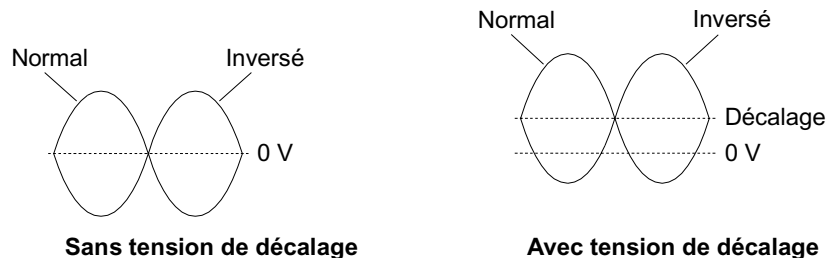 Normal
Inversé
0 V
Sans tension de décalage
Normal
Inversé
Décalage
0 V
Avec tension de décalage